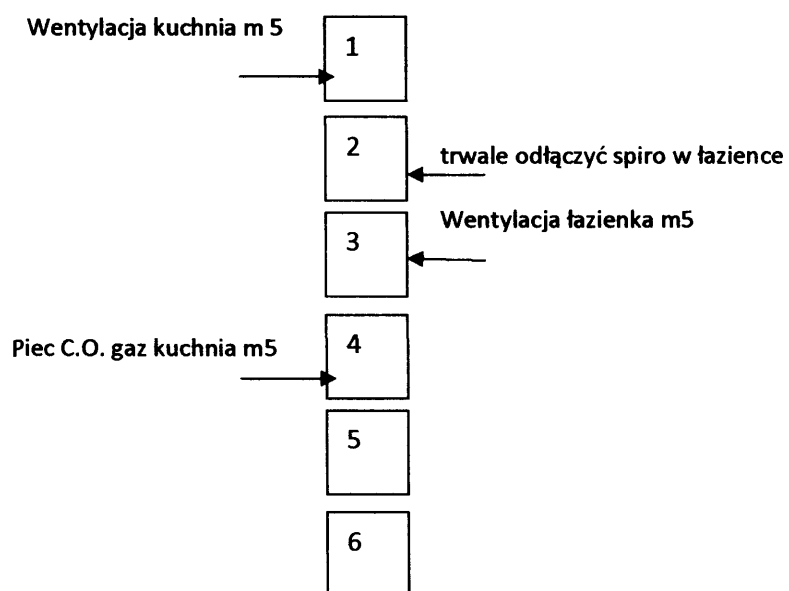 Wentylacja kuchnia m 5
1
2
trwale odłączyć spiro w łazience
Wentylacja łazienka m5
3
Piec C.O. gaz kuchnia m5
4
5
6